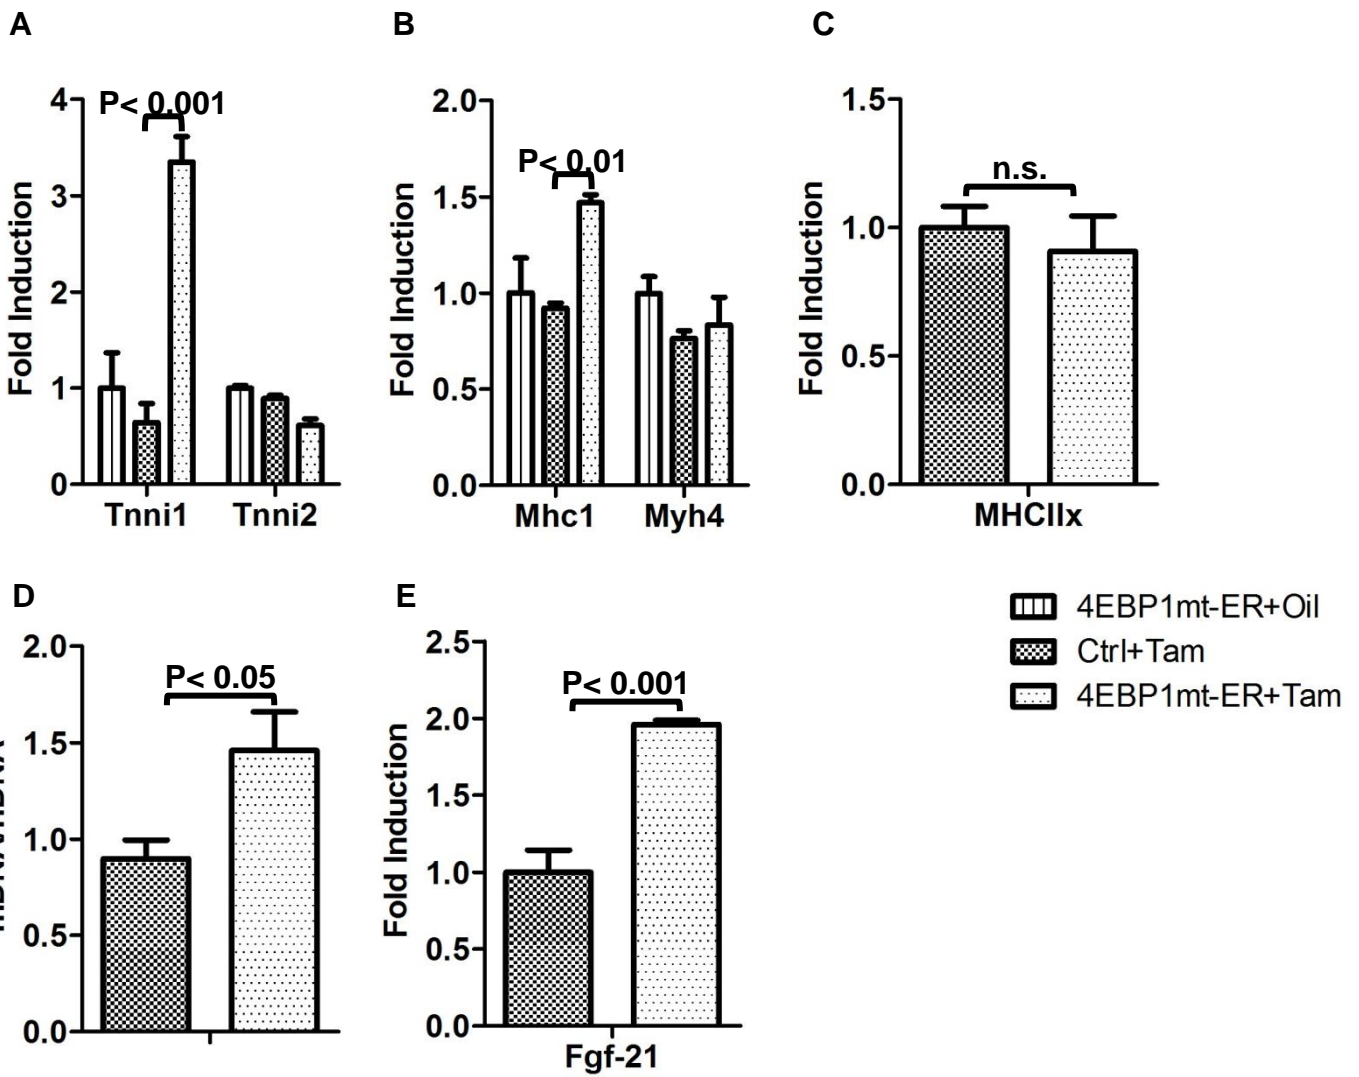 A
B
C
4
3
2
1
0
Fold Induction
P< 0.001
Tnni1
Tnni2
2.0
1.5
1.0
0.5
0.0
Fold Induction
P< 0.01
Mhc1
Myh4
1.5
1.0
0.5
0.0
Fold Induction
n.s.
MHCIIx
D
E
2.0
1.5
1.0
0.5
0.0
P< 0.05
2.5
2.0
1.5
1.0
0.5
0.0
Fold Induction
P< 0.001
Fgf-21
4EBP1mt-ER+Oil
Ctrl+Tam
4EBP1mt-ER+Tam